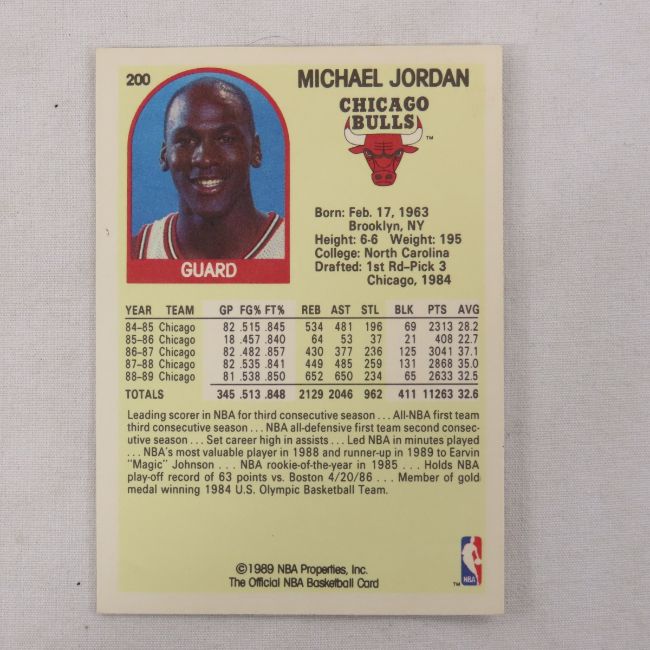 200
MICHAEL JORDAN
CHICAGO
BULLS
TM
GUARD
Born: Feb. 17, 1963
Brooklyn, NY
Height: 6-6 Weight: 195
College: North Carolina
Drafted: 1st Rd-Pick 3
Chicago, 1984
YEAR TEAM GP FG% FT% REB AST STL BLK PTS AVG
84-85 Chicago 82 .515 .845 534 481 196 69 2313 28.2
85-86 Chicago 18 .457 .840 64 53 37 21 408 22.7
86-87 Chicago 82 .482 .857 430 377 236 125 3041 37.1
87-88 Chicago 82 .535 .841 449 485 259 131 2868 35.0
88-89 Chicago 81 .538 .850 652 650 234 65 2633 32.5
TOTALS 345 .513 .848 2129 2046 962 411 11263 32.6
Leading scorer in NBA for third consecutive season . . . All-NBA first team
third consecutive season . . . NBA all-defensive first team second consec-
utive season . . . Set career high in assists . . . Led NBA in minutes played
. . . NBA's most valuable player in 1988 and runner-up in 1989 to Earvin
"Magic" Johnson . . . NBA rookie-of-the-year in 1985 . . . Holds NBA
play-off record of 63 points vs. Boston 4/20/86 . . . Member of gold
medal winning 1984 U.S. Olympic Basketball Team.
©1989 NBA Properties, Inc.
The Official NBA Basketball Card
TM
NBA